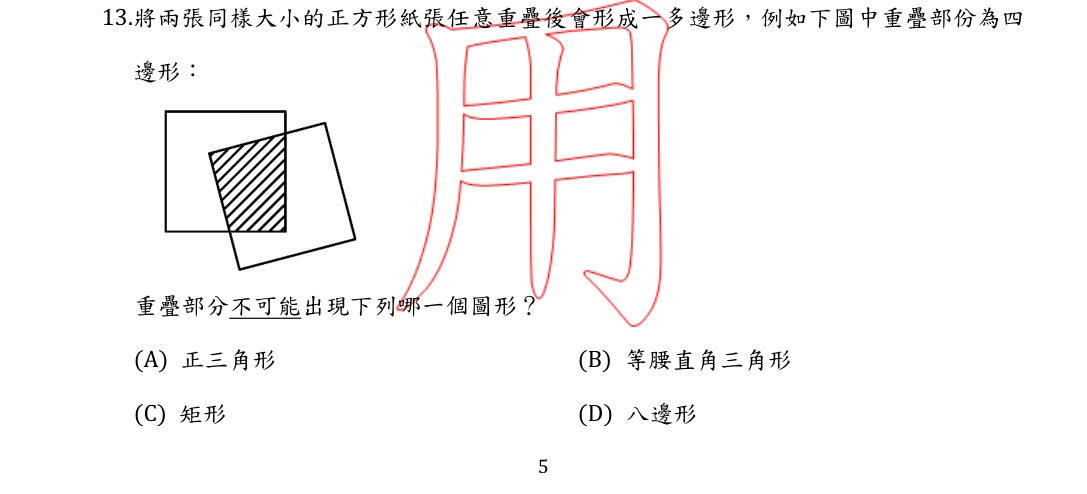 13.將兩張同樣大小的正方形紙張任意重疊後會形成一多邊形，例如下圖中重疊部份為四
邊形：
用
重疊部分不可能出現下列哪一個圖形？
(A) 正三角形
(B) 等腰直角三角形
(C) 矩形
(D) 八邊形
5